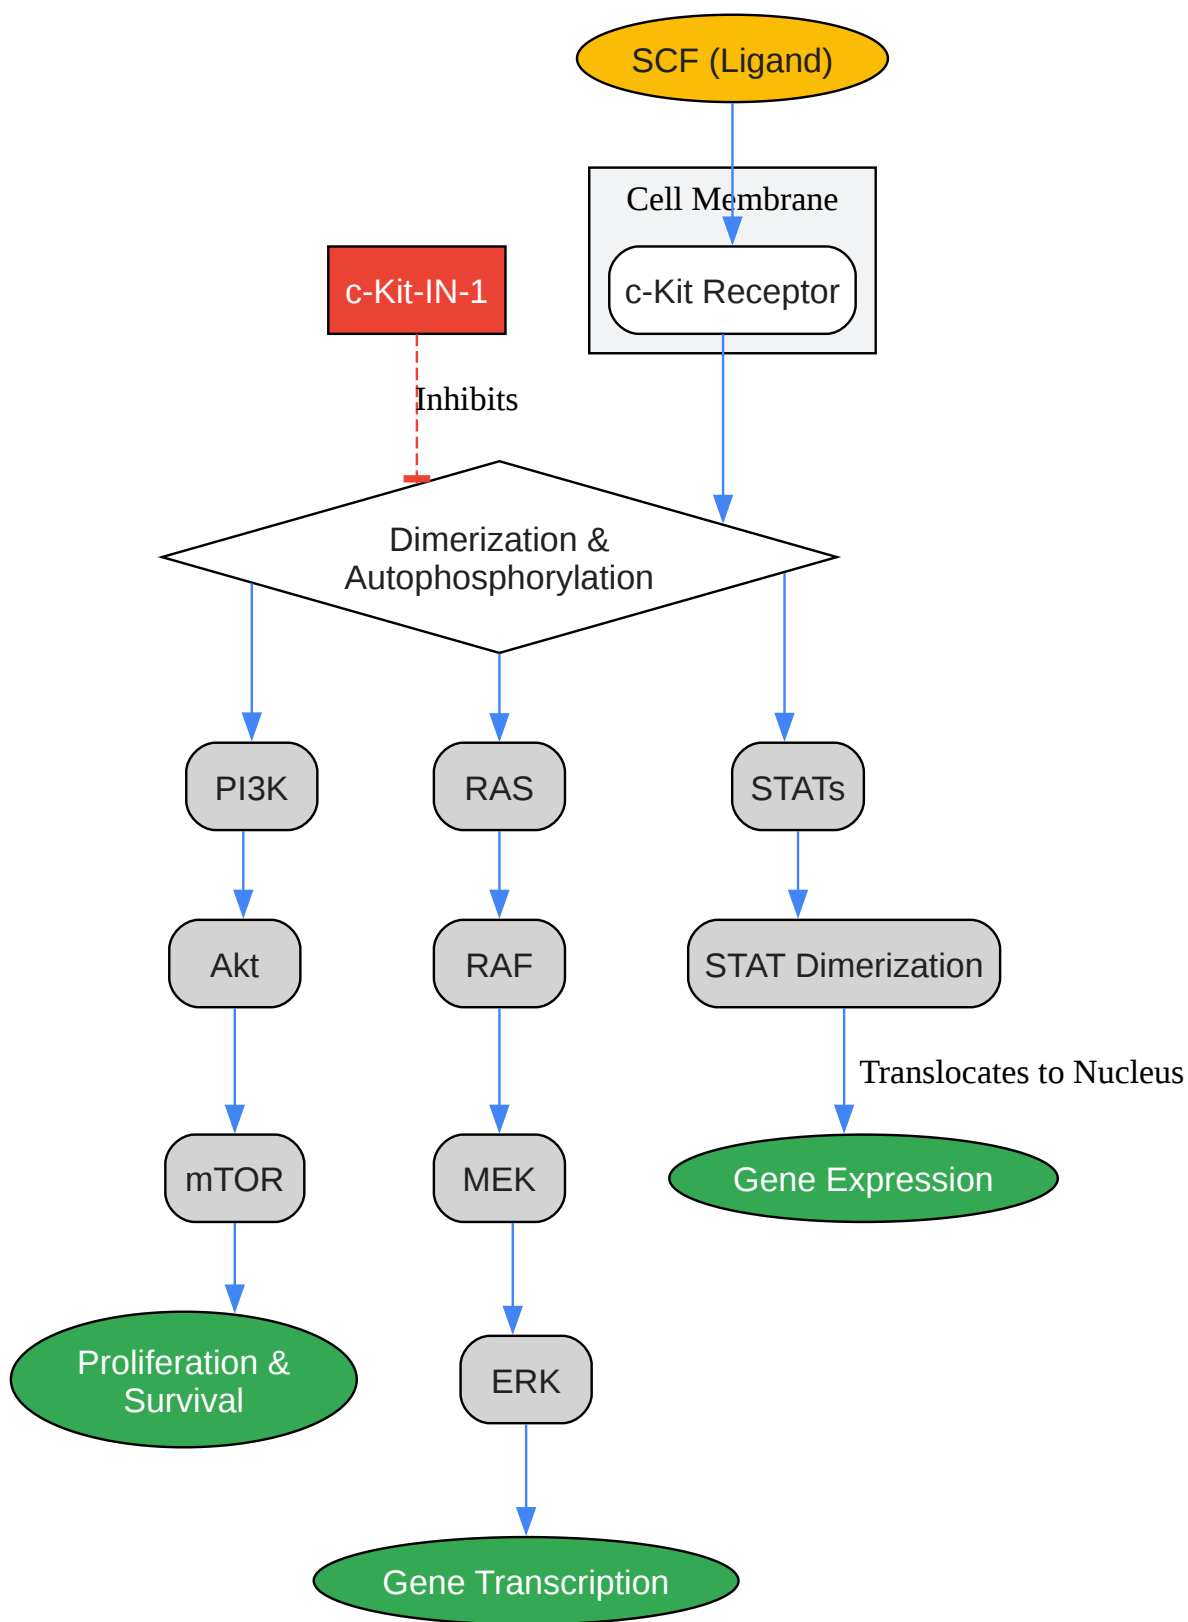 SCF (Ligand)
Cell Membrane
c-Kit-IN-1
c-Kit Receptor
Inhibits
Dimerization &
Autophosphorylation
PI3K
RAS
STATs
Akt
RAF
STAT Dimerization
Translocates to Nucleus
mTOR
MEK
Gene Expression
Proliferation &
Survival
ERK
Gene Transcription